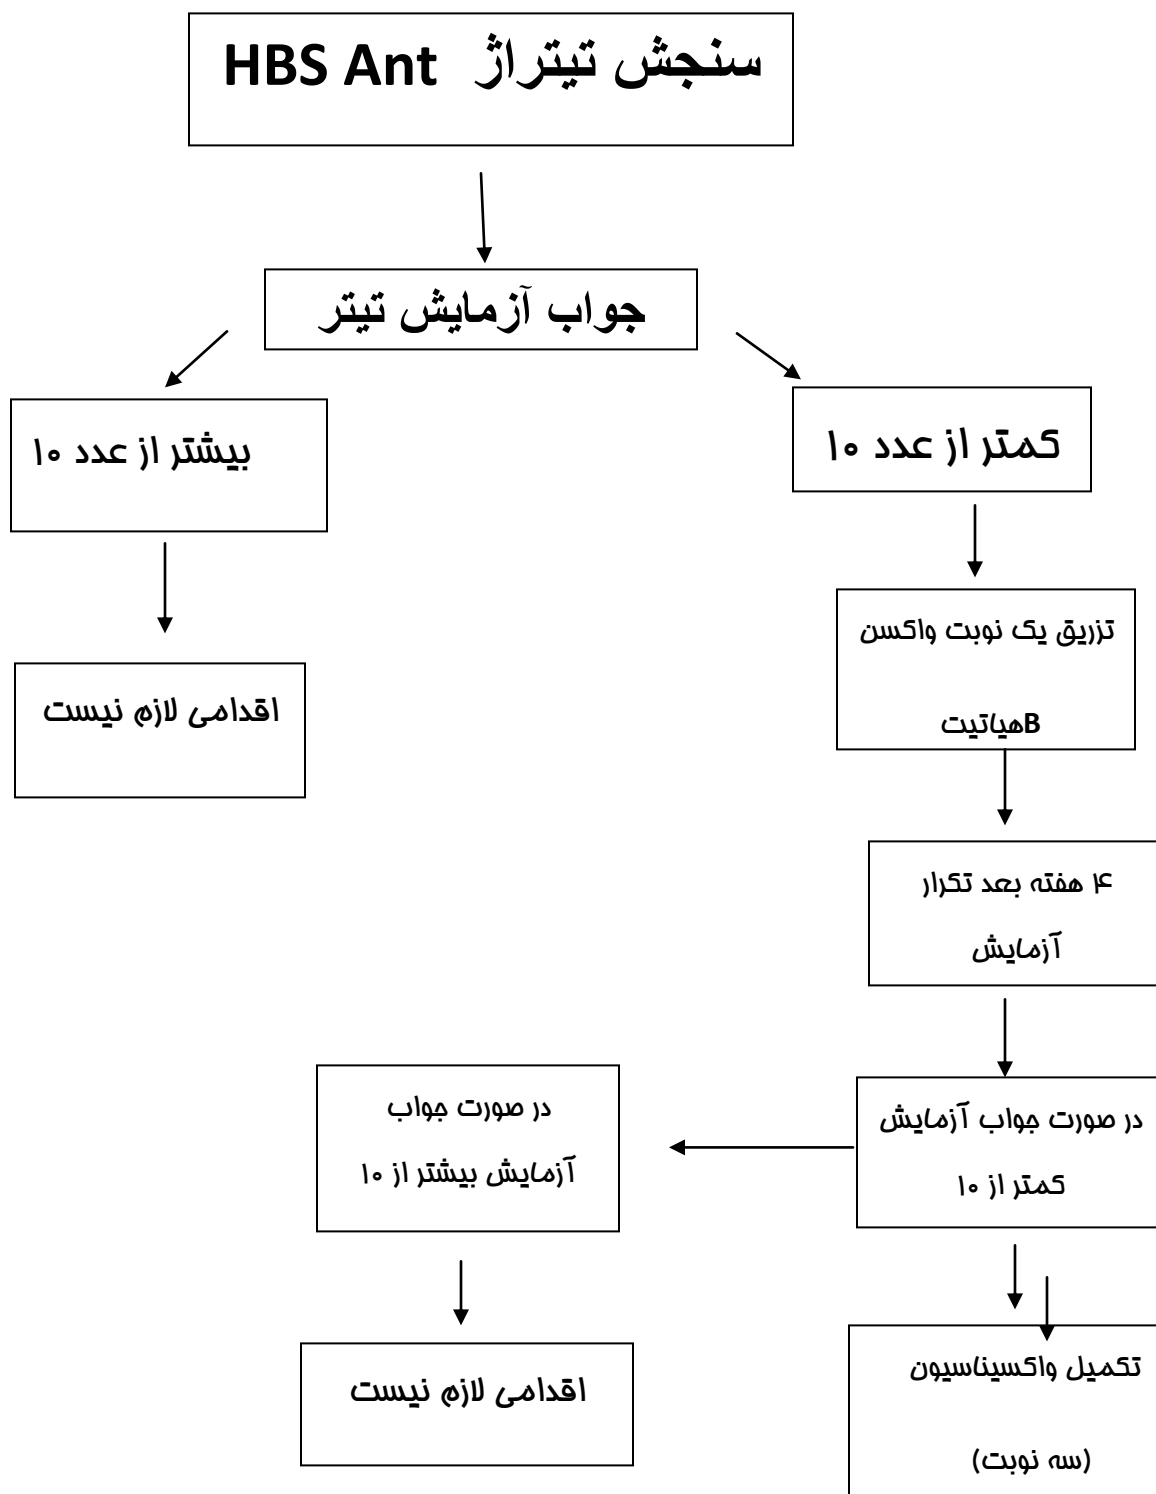 سنجش تیتراژ HBS Ant
جواب آزمایش تیتر
کمتر از عدد ۱۰
بیشتر از عدد ۱۰
تزریق یک نوبت واکسن
هپاتیت B
اقدامی لازم نیست
۴ هفته بعد تکرار
آزمایش
در صورت جواب آزمایش
کمتر از ۱۰
در صورت جواب
آزمایش بیشتر از ۱۰
تکمیل واکسیناسیون
(سه نوبت)
اقدامی لازم نیست